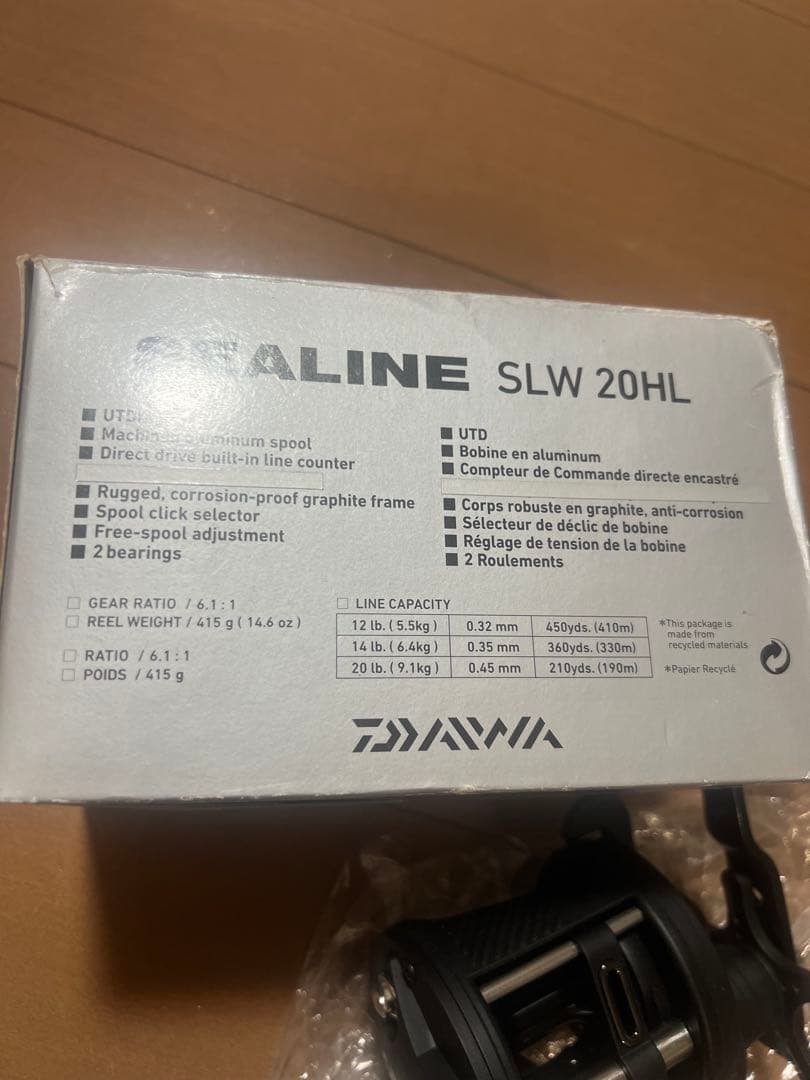 SEALINE SLW 20HL
■ UTD
■ Machined aluminum spool
■ Direct drive built-in line counter
■ Rugged, corrosion-proof graphite frame
■ Spool click selector
■ Free-spool adjustment
■ 2 bearings
■ UTD
■ Bobine en aluminum
■ Compteur de Commande directe encastré
■ Corps robuste en graphite, anti-corrosion
■ Sélecteur de déclic de bobine
■ Réglage de tension de la bobine
■ 2 Roulements
□ GEAR RATIO / 6.1 : 1
□ REEL WEIGHT / 415 g ( 14.6 oz )
□ RATIO / 6.1 : 1
□ POIDS / 415 g
□ LINE CAPACITY
12 lb. ( 5.5kg ) 0.32 mm 450yds. (410m)
14 lb. ( 6.4kg ) 0.35 mm 360yds. (330m)
20 lb. ( 9.1kg ) 0.45 mm 210yds. (190m)
*This package is
made from
recycled materials
*Papier Recyclé
DAIWA